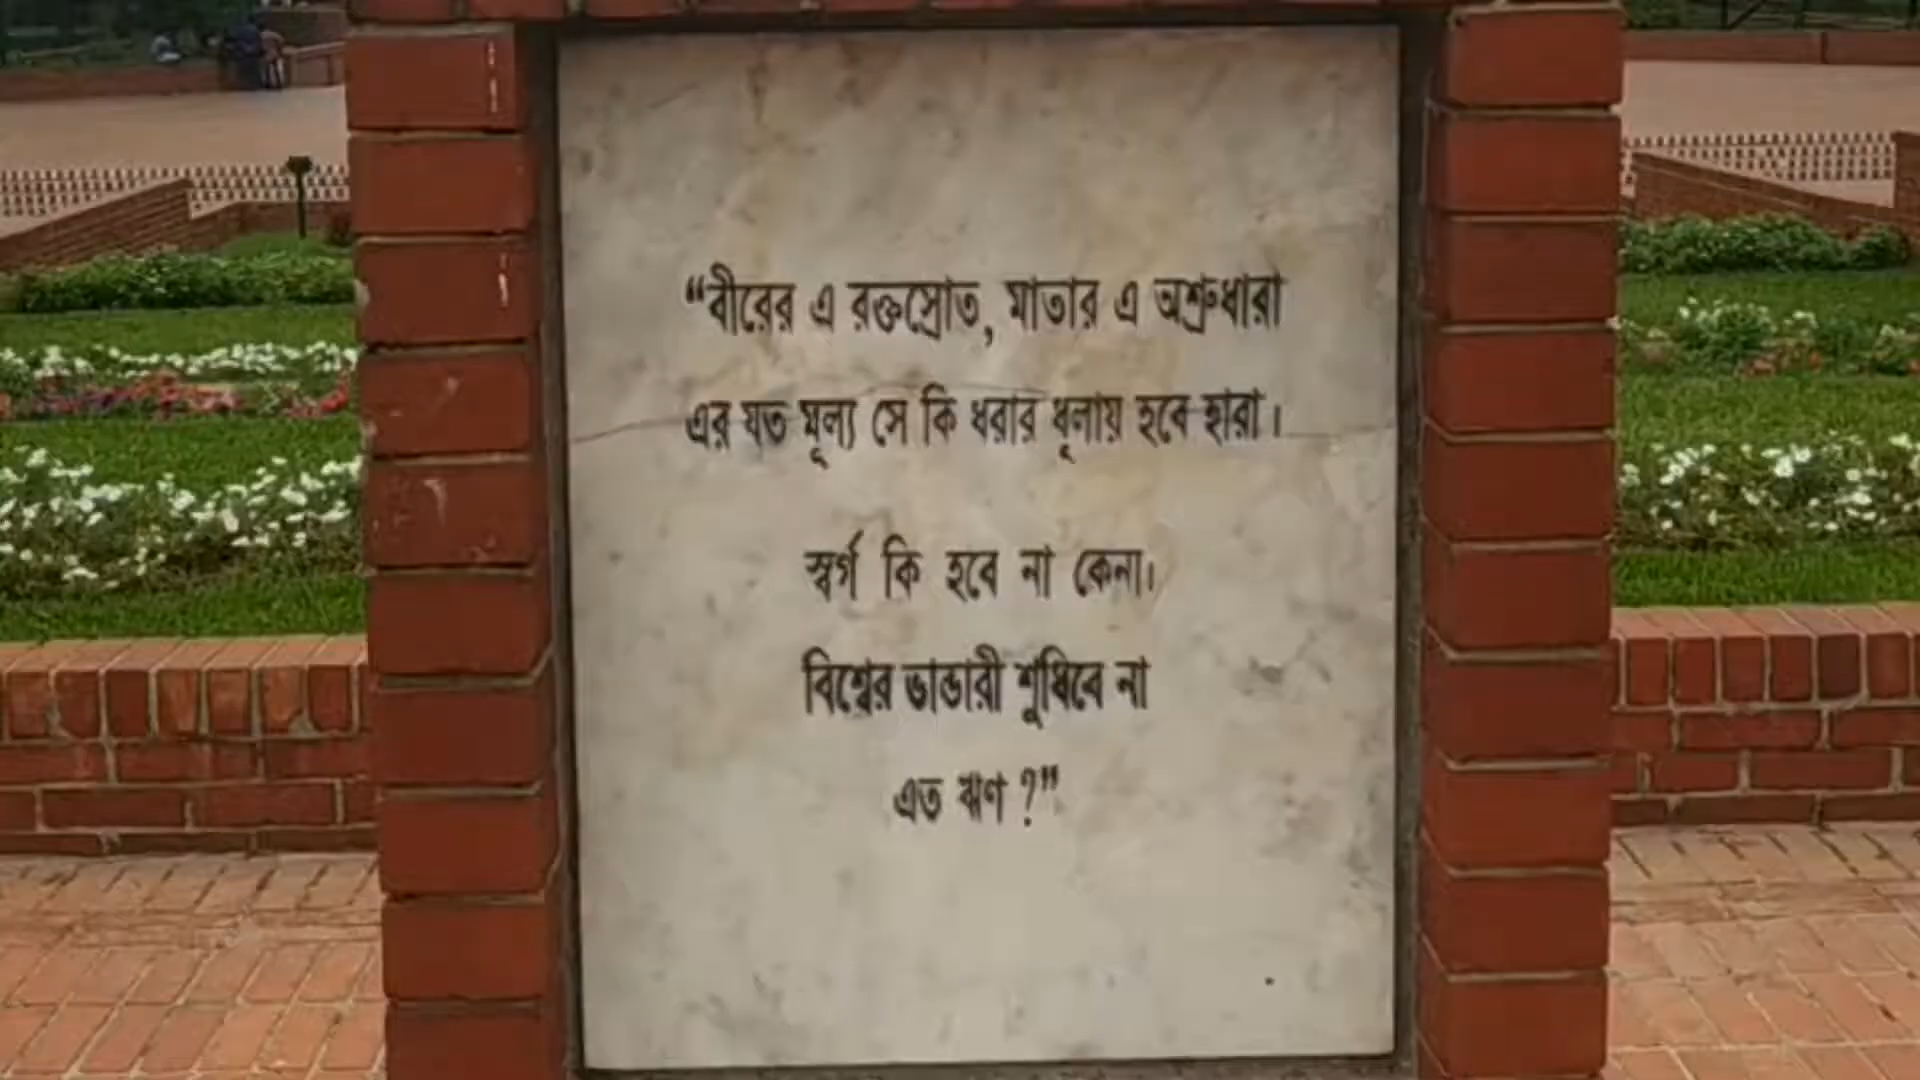 “বীরের এ রক্তস্রোত, মাতার এ অশ্রুধারা
এর যত মূল্য সে কি ধরার ধূলায় হবে হারা।
স্বর্গ কি হবে না কেনা।
বিশ্বের ভান্ডারী শুধিবে না
এত ঋণ ?”